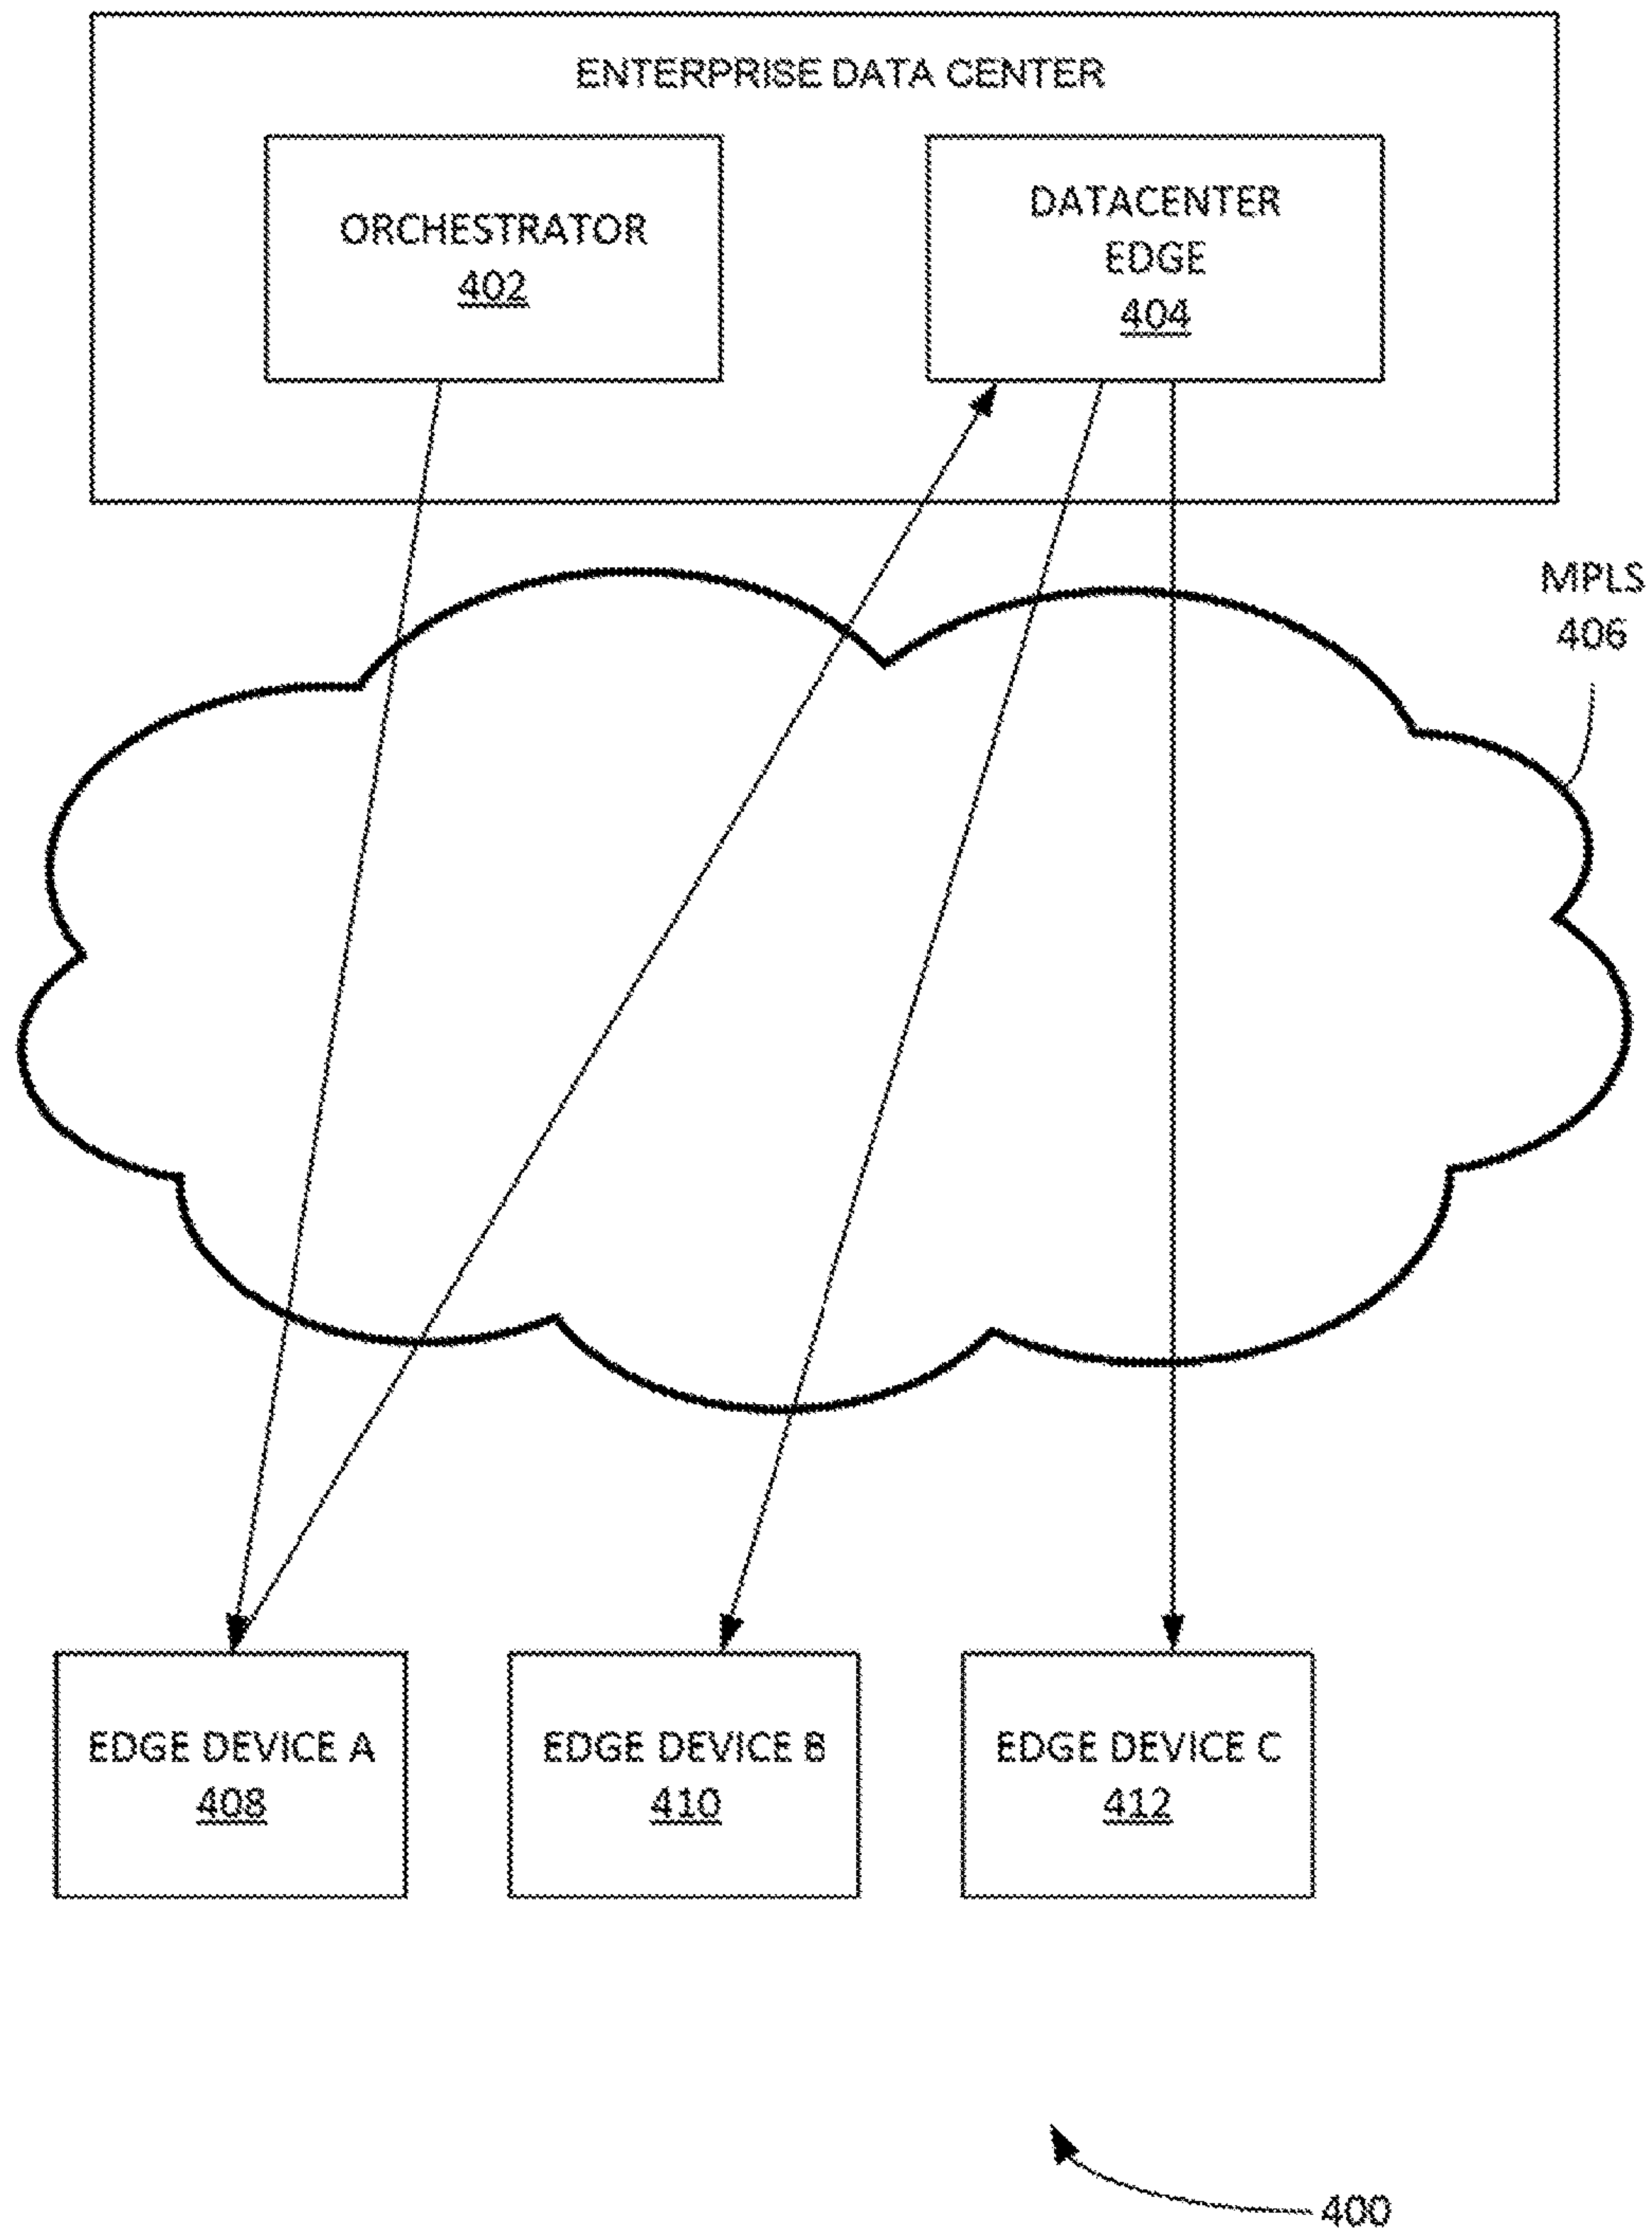 ENTERPRISE DATA CENTER
ORCHESTRATOR
402
DATACENTER
EDGE
404
MPLS
406
EDGE DEVICE A
408
EDGE DEVICE B
410
EDGE DEVICE C
412
400